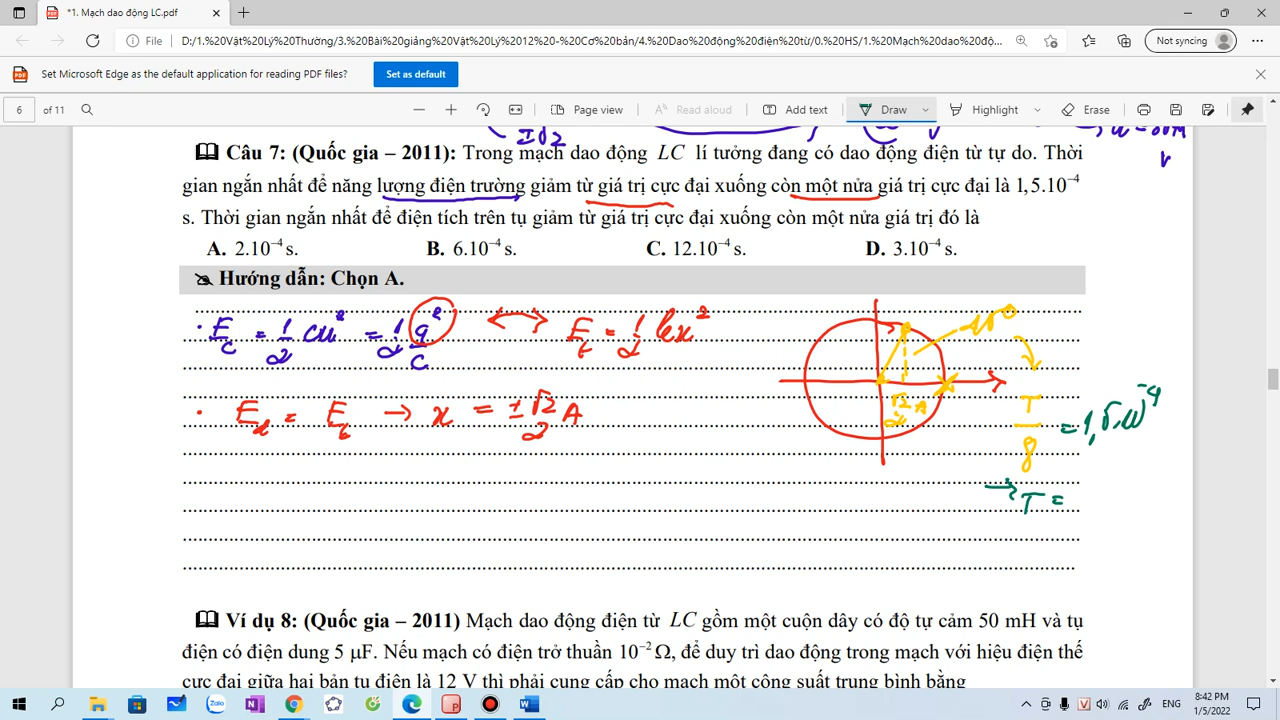 *1. Mạch dao động LC.pdf
File D:/1.%20Vật%20Lý%20Thường/3.%20Bài%20giảng%20Vật%20Lý%2012%20-%20Cơ%20bản/4.%20Dao%20động%20điện%20từ/0.%20HS/1.%20Mạch%20dao%20độ... Not syncing
Set Microsoft Edge as the default application for reading PDF files? Set as default
6 of 11 Page view Read aloud Add text Draw Highlight Erase
Câu 7: (Quốc gia – 2011): Trong mạch dao động LC lí tưởng đang có dao động điện từ tự do. Thời
gian ngắn nhất để năng lượng điện trường giảm từ giá trị cực đại xuống còn một nửa giá trị cực đại là 1,5.10⁻⁴
s. Thời gian ngắn nhất để điện tích trên tụ giảm từ giá trị cực đại xuống còn một nửa giá trị đó là
A. 2.10⁻⁴ s. B. 6.10⁻⁴ s. C. 12.10⁻⁴ s. D. 3.10⁻⁴ s.
Hướng dẫn: Chọn A.
· E_C = 1/2 Cu² = 1/2 q²/C ↔ E_t = 1/2 kx² 45°
· E_d = E_t → x = ±√2/2 A √2/2 A T/8 = 1,5.10⁻⁴
→ T =
Ví dụ 8: (Quốc gia – 2011) Mạch dao động điện từ LC gồm một cuộn dây có độ tự cảm 50 mH và tụ
điện có điện dung 5 μF. Nếu mạch có điện trở thuần 10⁻² Ω, để duy trì dao động trong mạch với hiệu điện thế
cực đại giữa hai bản tụ điện là 12 V thì phải cung cấp cho mạch một công suất trung bình bằng
ENG 8:42 PM
1/5/2022